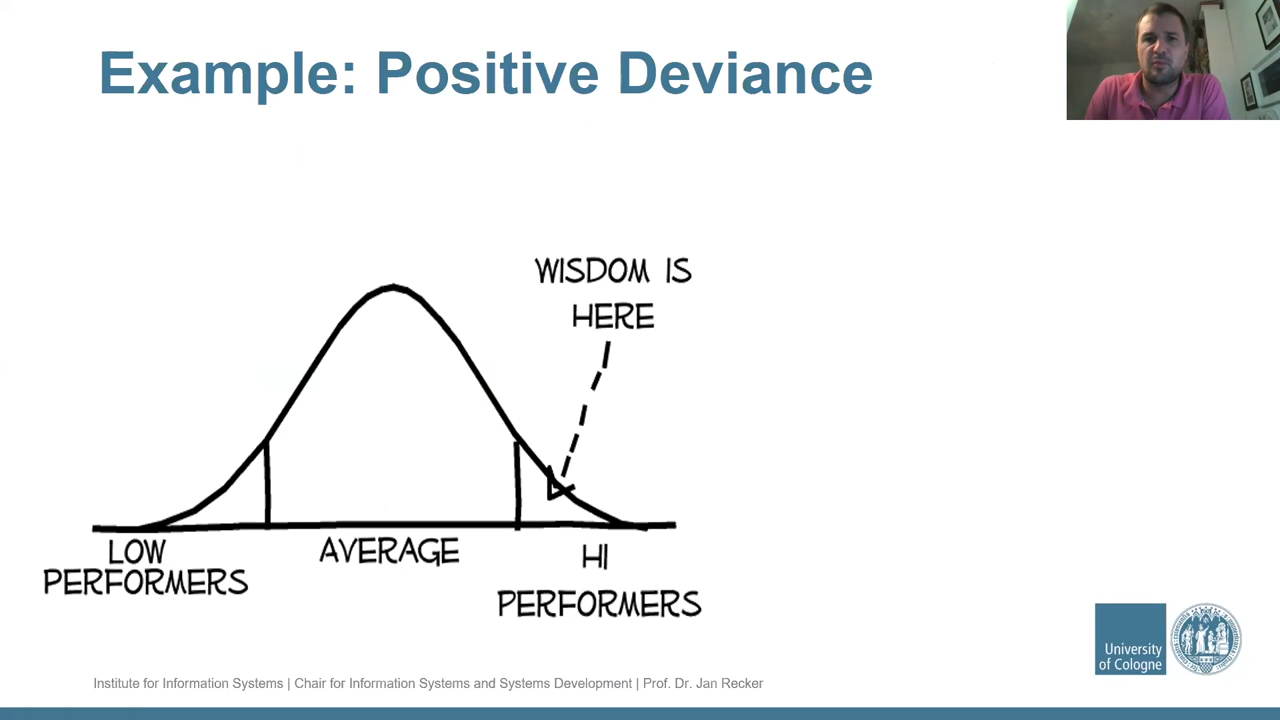 Example: Positive Deviance
WISDOM IS
HERE
LOW
PERFORMERS
AVERAGE
HI
PERFORMERS
University
of Cologne
Institute for Information Systems | Chair for Information Systems and Systems Development | Prof. Dr. Jan Recker